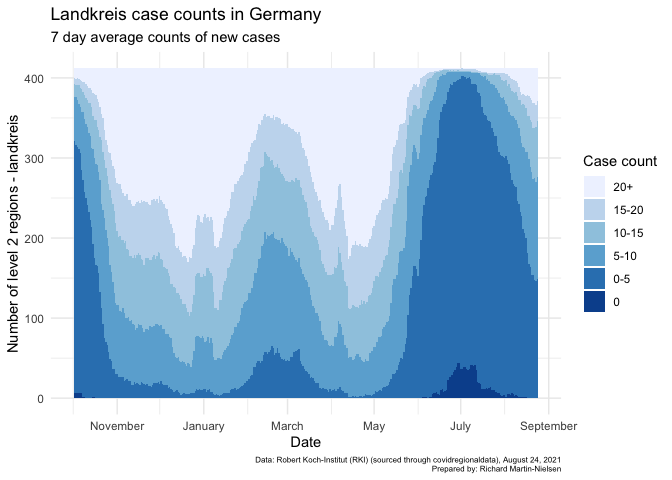 Landkreis case counts in Germany
7 day average counts of new cases
Number of level 2 regions - landkreis
400
300
200
100
0
November
January
March
May
July
September
Date
Case count
20+
15-20
10-15
5-10
0-5
0
Data: Robert Koch-Institut (RKI) (sourced through covidregionaldata), August 24, 2021
Prepared by: Richard Martin-Nielsen